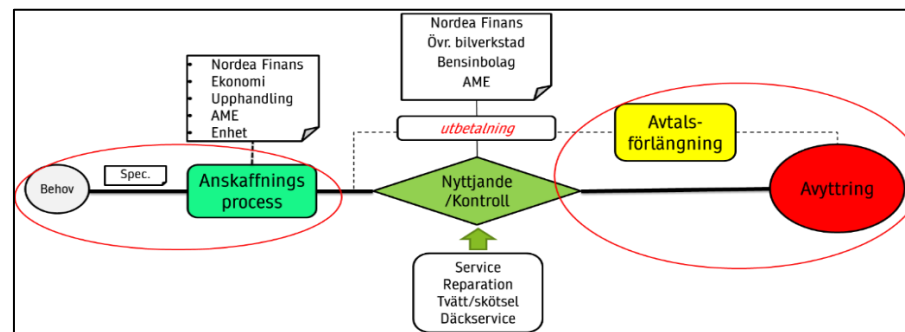 Nordea Finans
Ekonomi
Upphandling
AME
Enhet
Nordea Finans
Övr. bilverkstad
Bensinbolag
AME
utbetalning
Avtals-
förlängning
Behov
Spec.
Anskaffnings
process
Nyttjande
/Kontroll
Avyttring
Service
Reparation
Tvätt/skötsel
Däckservice